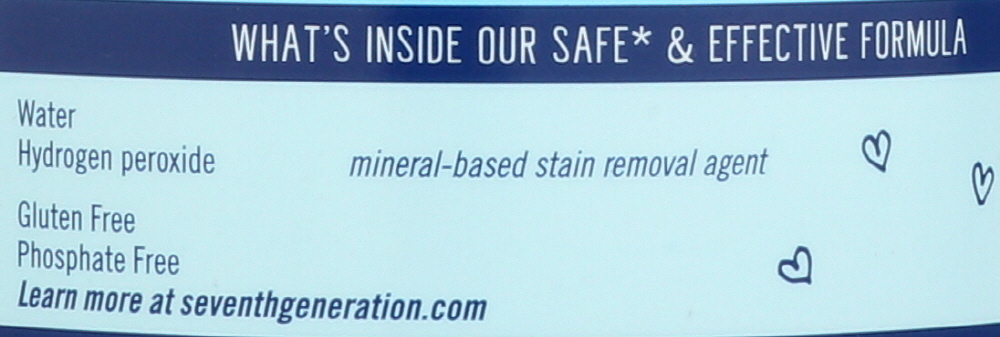 WHAT'S INSIDE OUR SAFE* & EFFECTIVE FORMULA
Water
Hydrogen peroxide mineral-based stain removal agent
Gluten Free
Phosphate Free
Learn more at seventhgeneration.com